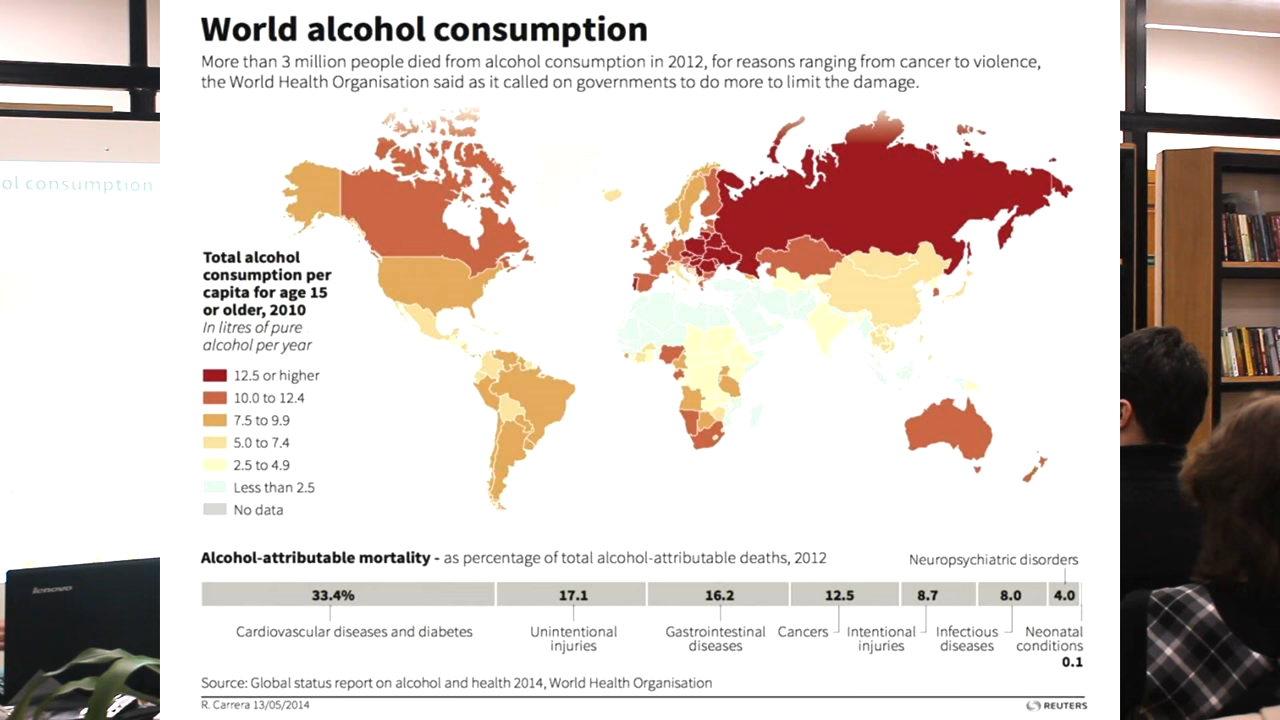 World alcohol consumption
More than 3 million people died from alcohol consumption in 2012, for reasons ranging from cancer to violence,
the World Health Organisation said as it called on governments to do more to limit the damage.
ol consumption
Total alcohol
consumption per
capita for age 15
or older, 2010
In litres of pure
alcohol per year
12.5 or higher
10.0 to 12.4
7.5 to 9.9
5.0 to 7.4
2.5 to 4.9
Less than 2.5
No data
Alcohol-attributable mortality - as percentage of total alcohol-attributable deaths, 2012
Neuropsychiatric disorders
33.4% 17.1 16.2 12.5 8.7 8.0 4.0
Cardiovascular diseases and diabetes
Unintentional
injuries
Gastrointestinal
diseases
Cancers
Intentional
injuries
Infectious
diseases
Neonatal
conditions
0.1
Source: Global status report on alcohol and health 2014, World Health Organisation
R. Carrera 13/05/2014
REUTERS
lenovo